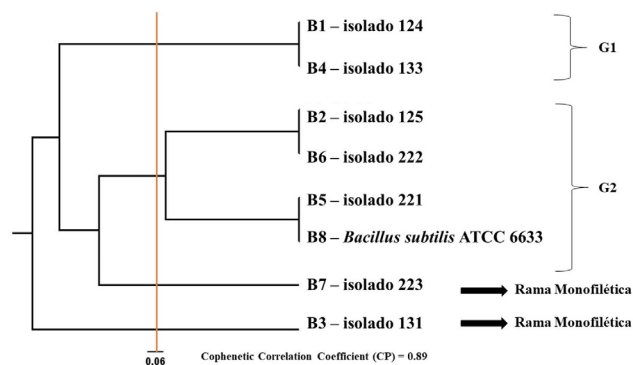 B1 – isolado 124
G1
B4 – isolado 133
B2 – isolado 125
B6 – isolado 222
G2
B5 – isolado 221
B8 – Bacillus subtilis ATCC 6633
B7 – isolado 223
Rama Monofilética
B3 – isolado 131
Rama Monofilética
0.06
Cophenetic Correlation Coefficient (CP) = 0.89